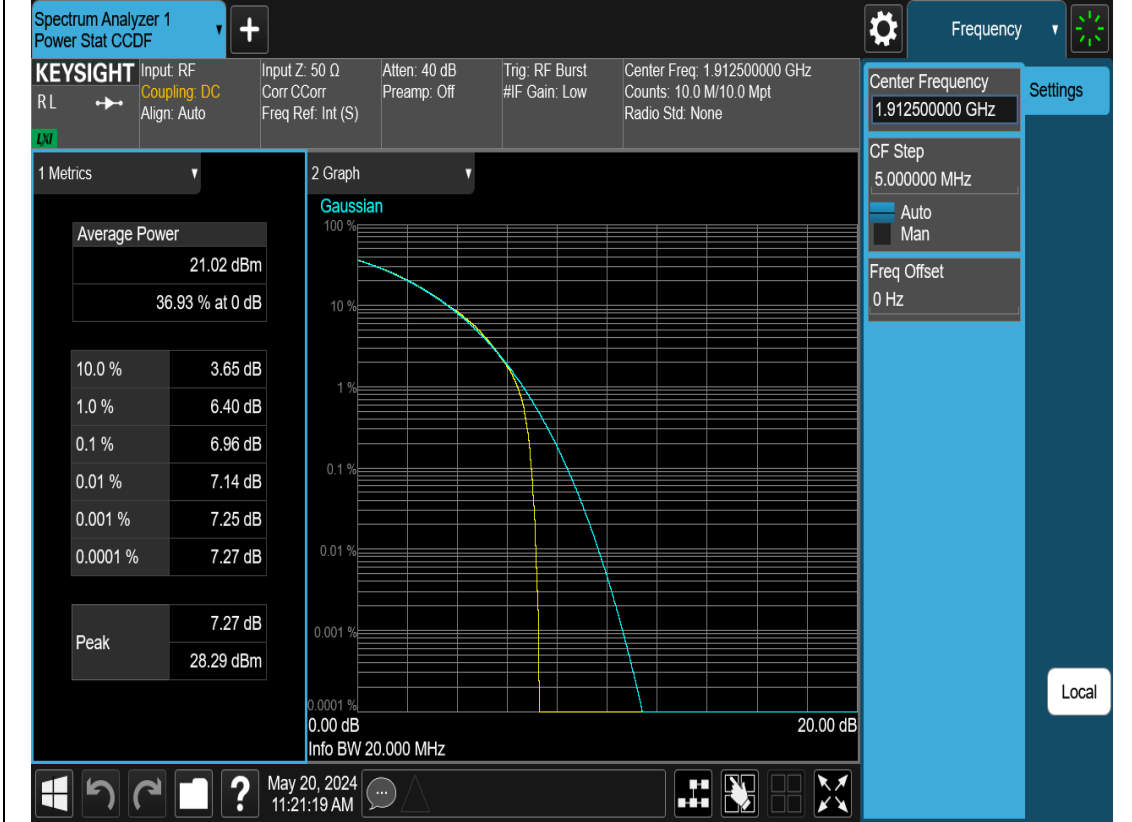 Spectrum Analyzer 1
Power Stat CCDF
Frequency
KEYSIGHT
RL
LXI
Input: RF
Coupling: DC
Align: Auto
Input Z: 50 Ω
Corr CCorr
Freq Ref: Int (S)
Atten: 40 dB
Preamp: Off
Trig: RF Burst
#IF Gain: Low
Center Freq: 1.912500000 GHz
Counts: 10.0 M/10.0 Mpt
Radio Std: None
Center Frequency
1.912500000 GHz
Settings
CF Step
5.000000 MHz
Auto
Man
Freq Offset
0 Hz
Local
1 Metrics
Average Power
21.02 dBm
36.93 % at 0 dB
10.0 % 3.65 dB
1.0 % 6.40 dB
0.1 % 6.96 dB
0.01 % 7.14 dB
0.001 % 7.25 dB
0.0001 % 7.27 dB
Peak
7.27 dB
28.29 dBm
2 Graph
Gaussian
100 %
10 %
1 %
0.1 %
0.01 %
0.001 %
0.0001 %
0.00 dB 20.00 dB
Info BW 20.000 MHz
?
May 20, 2024
11:21:19 AM